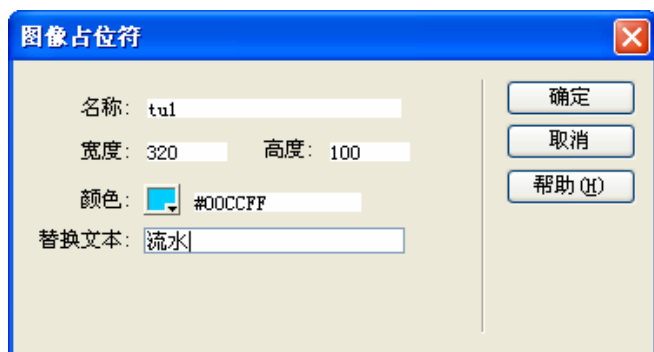 图像占位符
名称: tu1
确定
宽度: 320 高度: 100
取消
颜色: #00CCFF
帮助(H)
替换文本: 流水